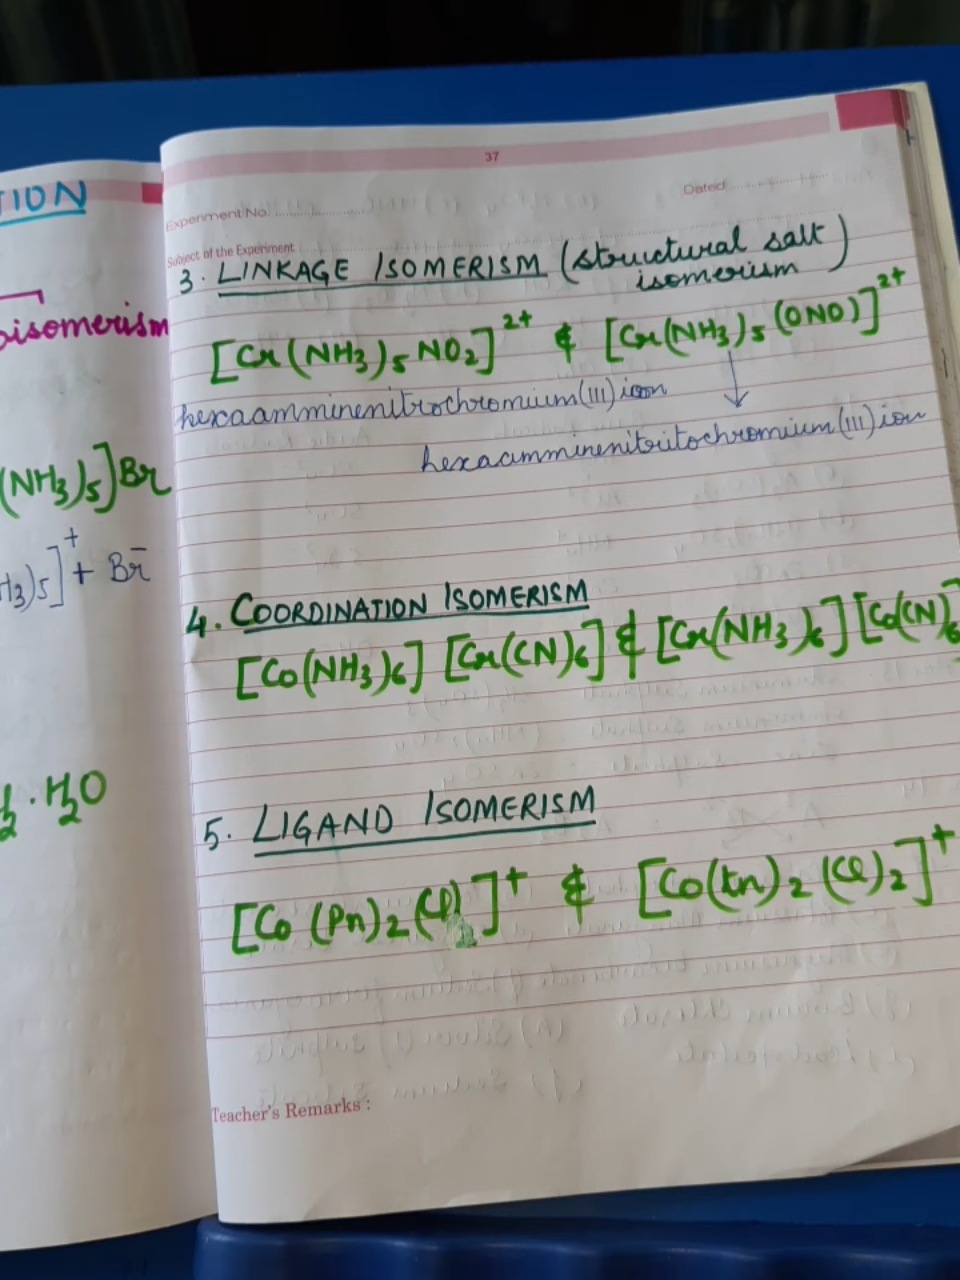 TION
oisomerism
(NH3)5]Br
H3)5]⁺ + Br⁻
.H2O
37
Dated
Experiment No.
Subject of the Experiment
3. LINKAGE ISOMERISM (structural salt
isomerism)
[Cr(NH3)5NO2]²⁺ & [Cr(NH3)5(ONO)]²⁺
↓
hexaamminenitrochromium(III)ion
hexaamminenitritochromium(III)ion
4. COORDINATION ISOMERISM
[Co(NH3)6] [Cr(CN)6] & [Cr(NH3)6] [Co(CN)6
5. LIGAND ISOMERISM
[Co(Pn)2(Cl)2]⁺ & [Co(tn)2(Cl)2]⁺
Teacher's Remarks :